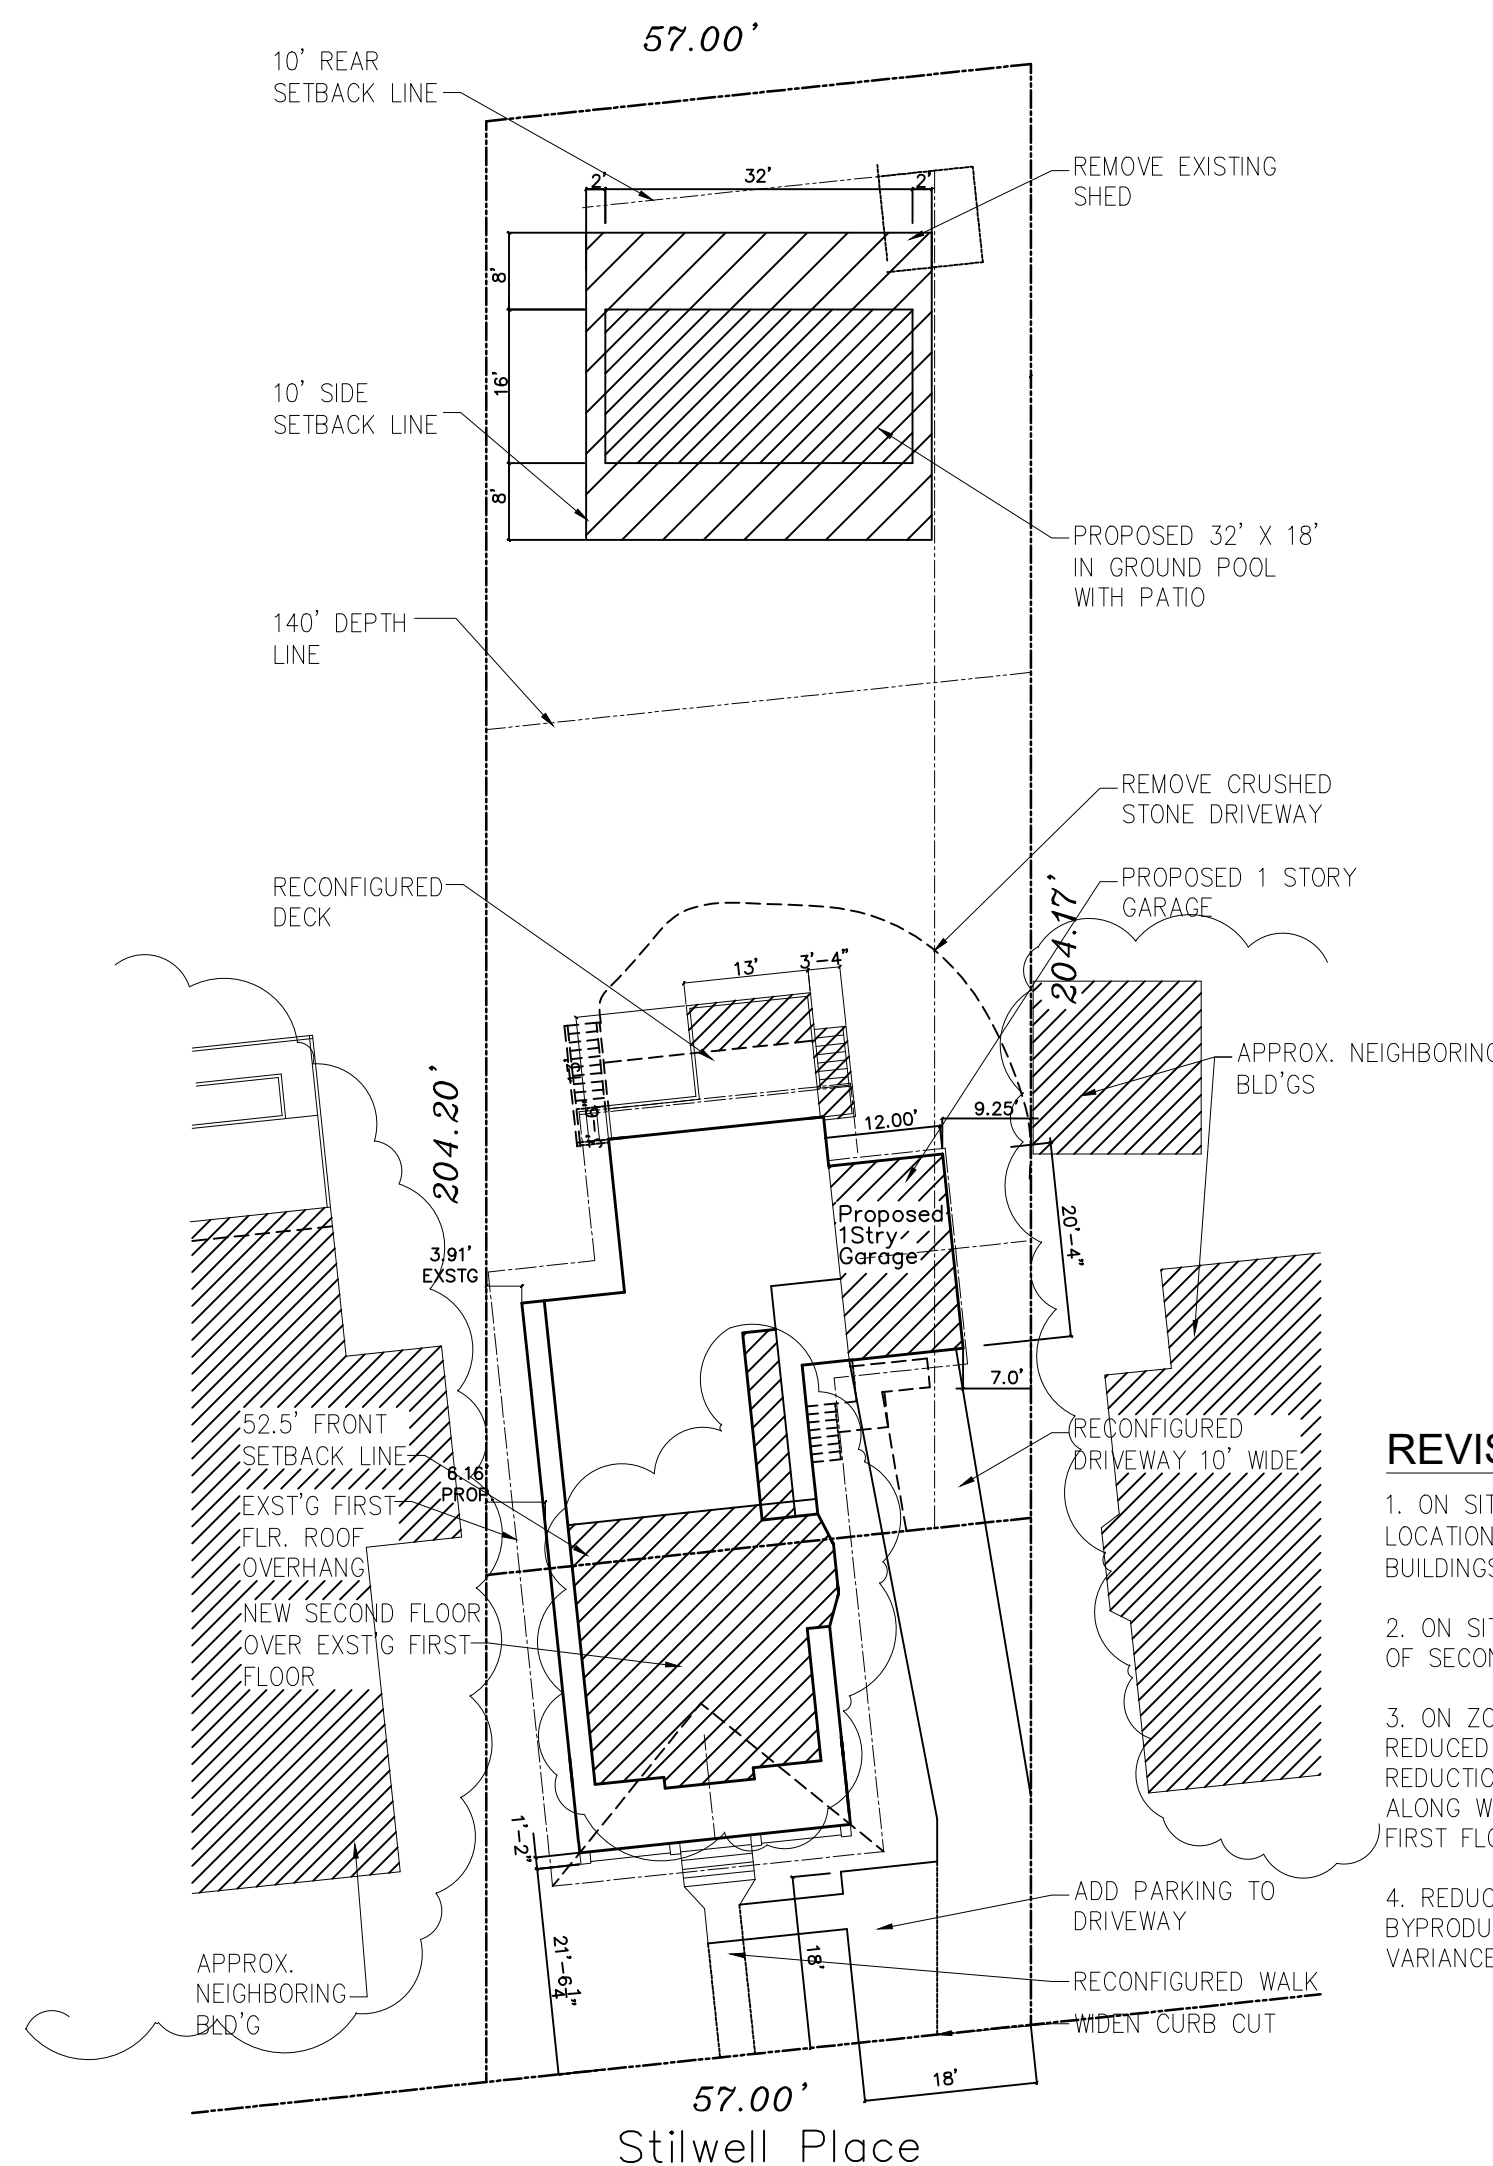 57.00'
10' REAR
SETBACK LINE
REMOVE EXISTING
SHED
2'
32'
2'
8'
16'
8'
10' SIDE
SETBACK LINE
PROPOSED 32' X 18'
IN GROUND POOL
WITH PATIO
140' DEPTH
LINE
REMOVE CRUSHED
STONE DRIVEWAY
RECONFIGURED
DECK
PROPOSED 1 STORY
GARAGE
204.17'
13'
3'-4"
APPROX. NEIGHBORING
BLD'GS
13'
204.20'
12.00'
9.25'
Proposed
1Stry
Garage
20'-4"
3.91'
EXSTG
7.0'
52.5' FRONT
SETBACK LINE
RECONFIGURED
DRIVEWAY 10' WIDE
6.16'
PROP
EXST'G FIRST
FLR. ROOF
OVERHANG
NEW SECOND FLOOR
OVER EXST'G FIRST
FLOOR
REVIS
1. ON SIT
LOCATION
BUILDINGS
2. ON SIT
OF SECON
3. ON ZO
REDUCED
REDUCTIO
ALONG W
FIRST FLO
4. REDUC
BYPRODU
VARIANCE
1'-2"
21'-6 1/4"
18'
ADD PARKING TO
DRIVEWAY
RECONFIGURED WALK
WIDEN CURB CUT
APPROX.
NEIGHBORING
BLD'G
18'
57.00'
Stilwell Place